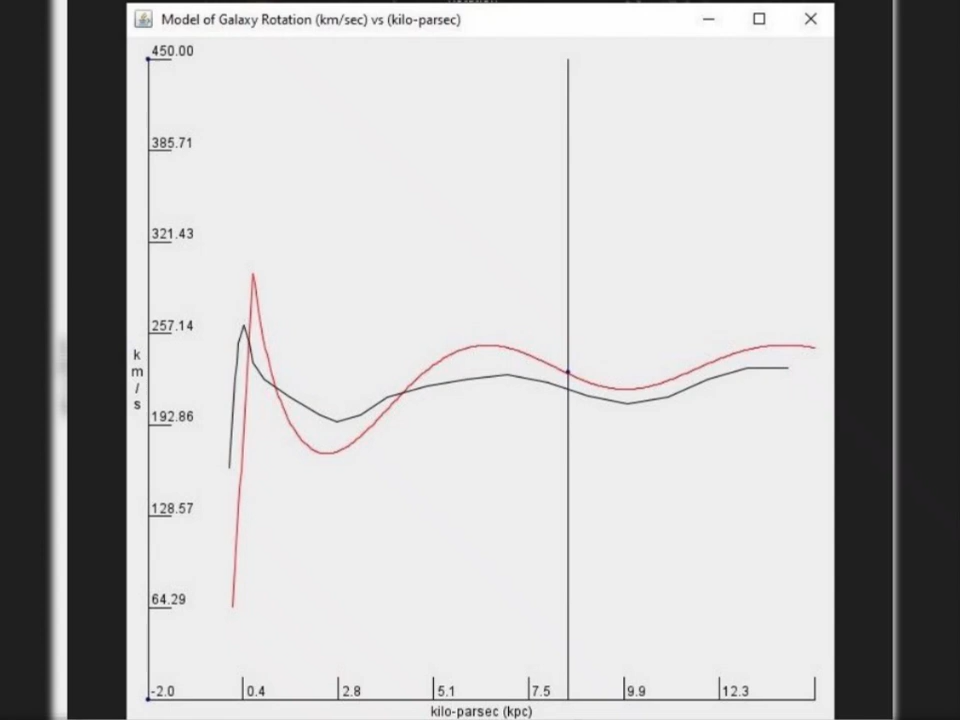 Model of Galaxy Rotation (km/sec) vs (kilo-parsec)
450.00
385.71
321.43
257.14
k
m
/
s
192.86
128.57
64.29
-2.0 0.4 2.8 5.1 7.5 9.9 12.3
kilo-parsec (kpc)